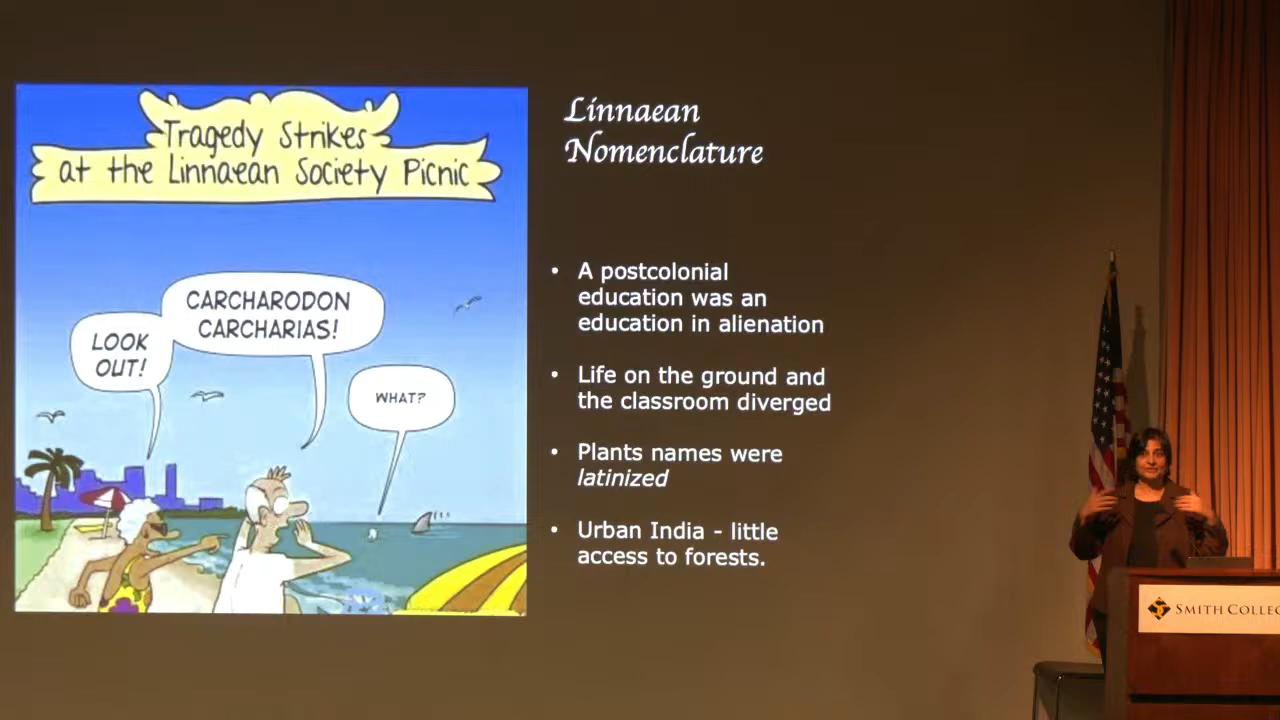 Tragedy Strikes
at the Linnaean Society Picnic
LOOK
OUT!
CARCHARODON
CARCHARIAS!
WHAT?
Linnaean
Nomenclature
• A postcolonial
education was an
education in alienation
• Life on the ground and
the classroom diverged
• Plants names were
latinized
• Urban India - little
access to forests.
SMITH COLLEG